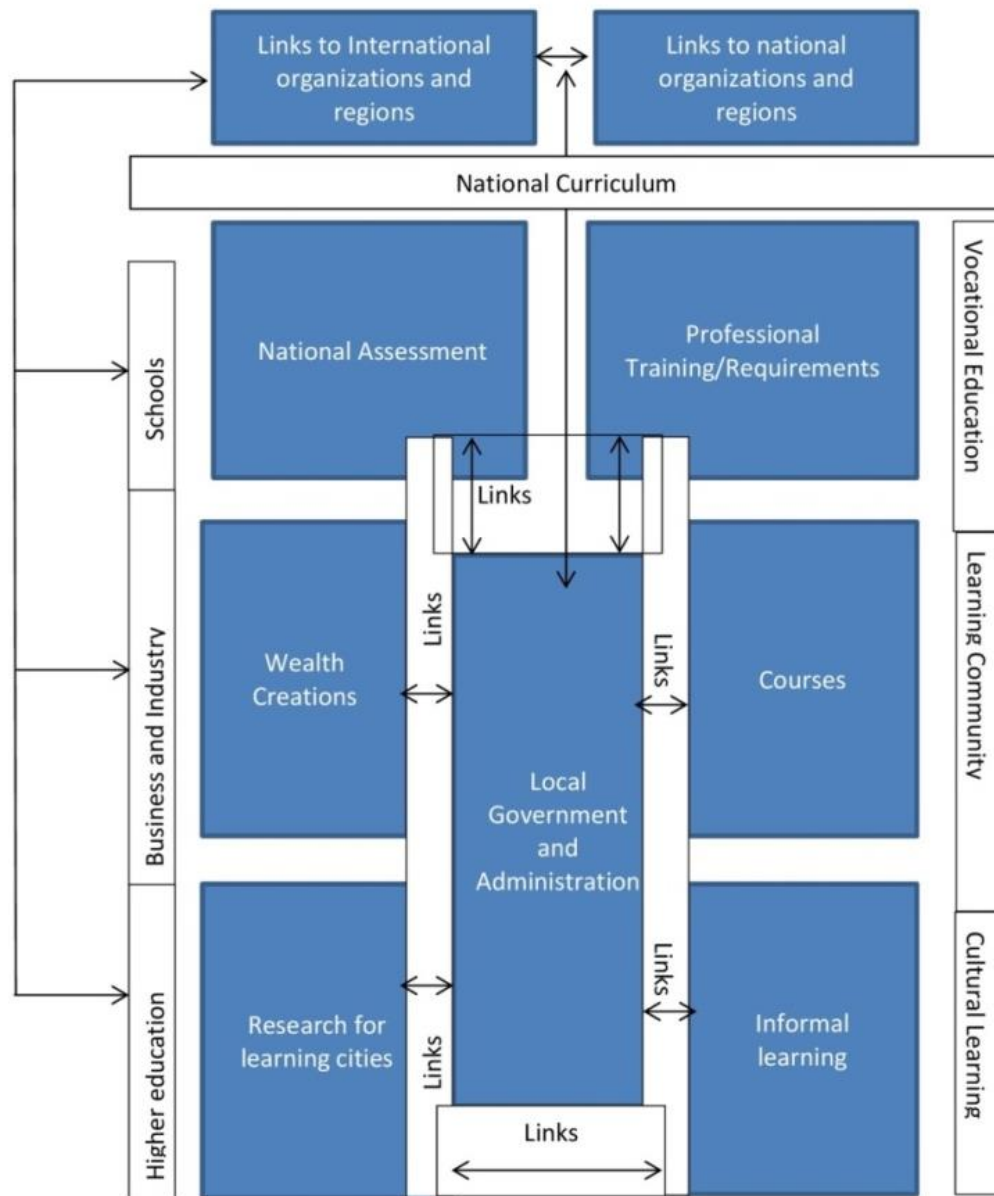 Links to International
organizations and
regions
Links to national
organizations and
regions
National Curriculum
National Assessment
Professional
Training/Requirements
Schools
Vocational Education
Links
Wealth
Creations
Links
Links
Courses
Business and Industry
Learning Community
Local
Government
and
Administration
Research for
learning cities
Links
Links
Informal
learning
Higher education
Cultural Learning
Links